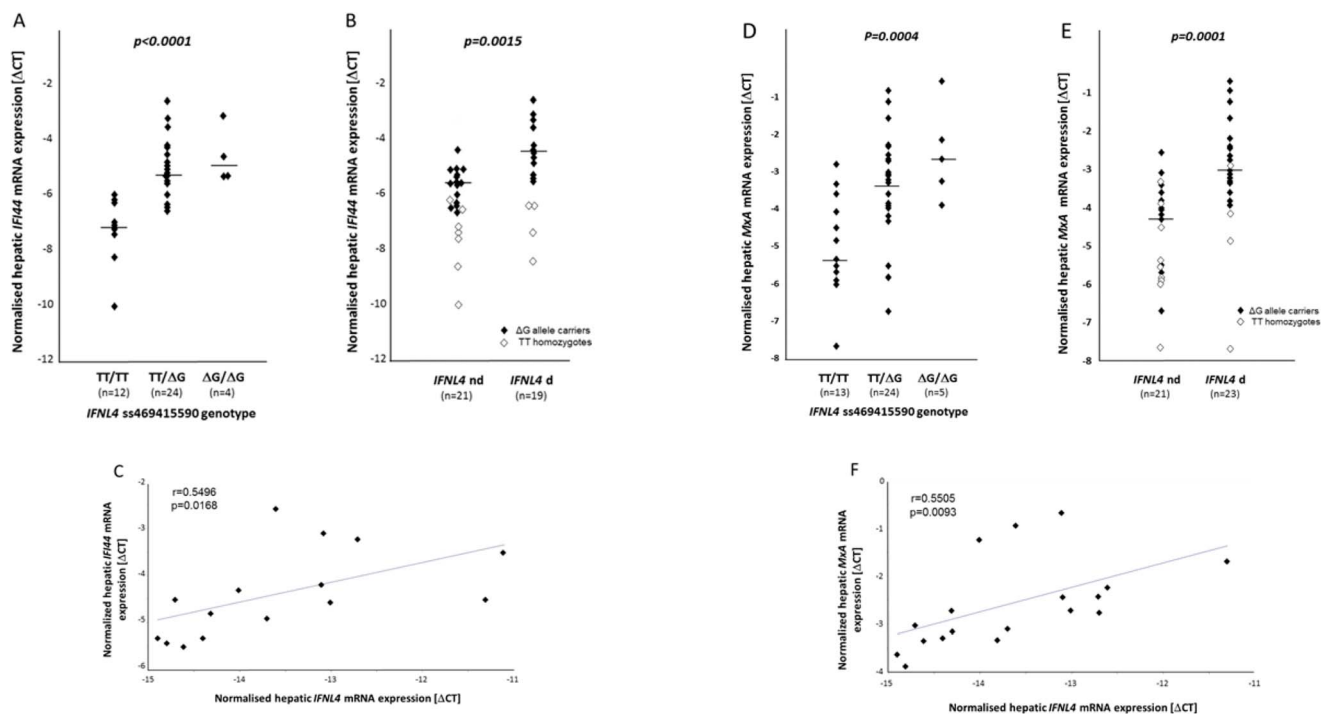 A
Normalised hepatic IFI44 mRNA expression [ΔCT]
p<0.0001
-2
-4
-6
-8
-10
-12
TT/TT TT/ΔG ΔG/ΔG
(n=12) (n=24) (n=4)
IFNL4 ss469415590 genotype
B
Normalised hepatic IFI44 mRNA expression [ΔCT]
p=0.0015
-2
-4
-6
-8
-10
-12
ΔG allele carriers
TT homozygotes
IFNL4 nd IFNL4 d
(n=21) (n=19)
D
Normalised hepatic MxA mRNA expression [ΔCT]
P=0.0004
-1
-2
-3
-4
-5
-6
-7
-8
TT/TT TT/ΔG ΔG/ΔG
(n=13) (n=24) (n=5)
IFNL4 ss469415590 genotype
E
Normalised hepatic MxA mRNA expression [ΔCT]
p=0.0001
-1
-2
-3
-4
-5
-6
-7
-8
ΔG allele carriers
TT homozygotes
IFNL4 nd IFNL4 d
(n=21) (n=23)
C
Normalized hepatic IFI44 mRNA
expression [ΔCT]
r=0.5496
p=0.0168
-2
-3
-4
-5
-6
-15 -14 -13 -12 -11
Normalised hepatic IFNL4 mRNA expression [ΔCT]
F
Normalized hepatic MxA mRNA
expression [ΔCT]
r=0.5505
p=0.0093
0
-1
-2
-3
-4
-15 -14 -13 -12 -11
Normalised hepatic IFNL4 mRNA expression [ΔCT]